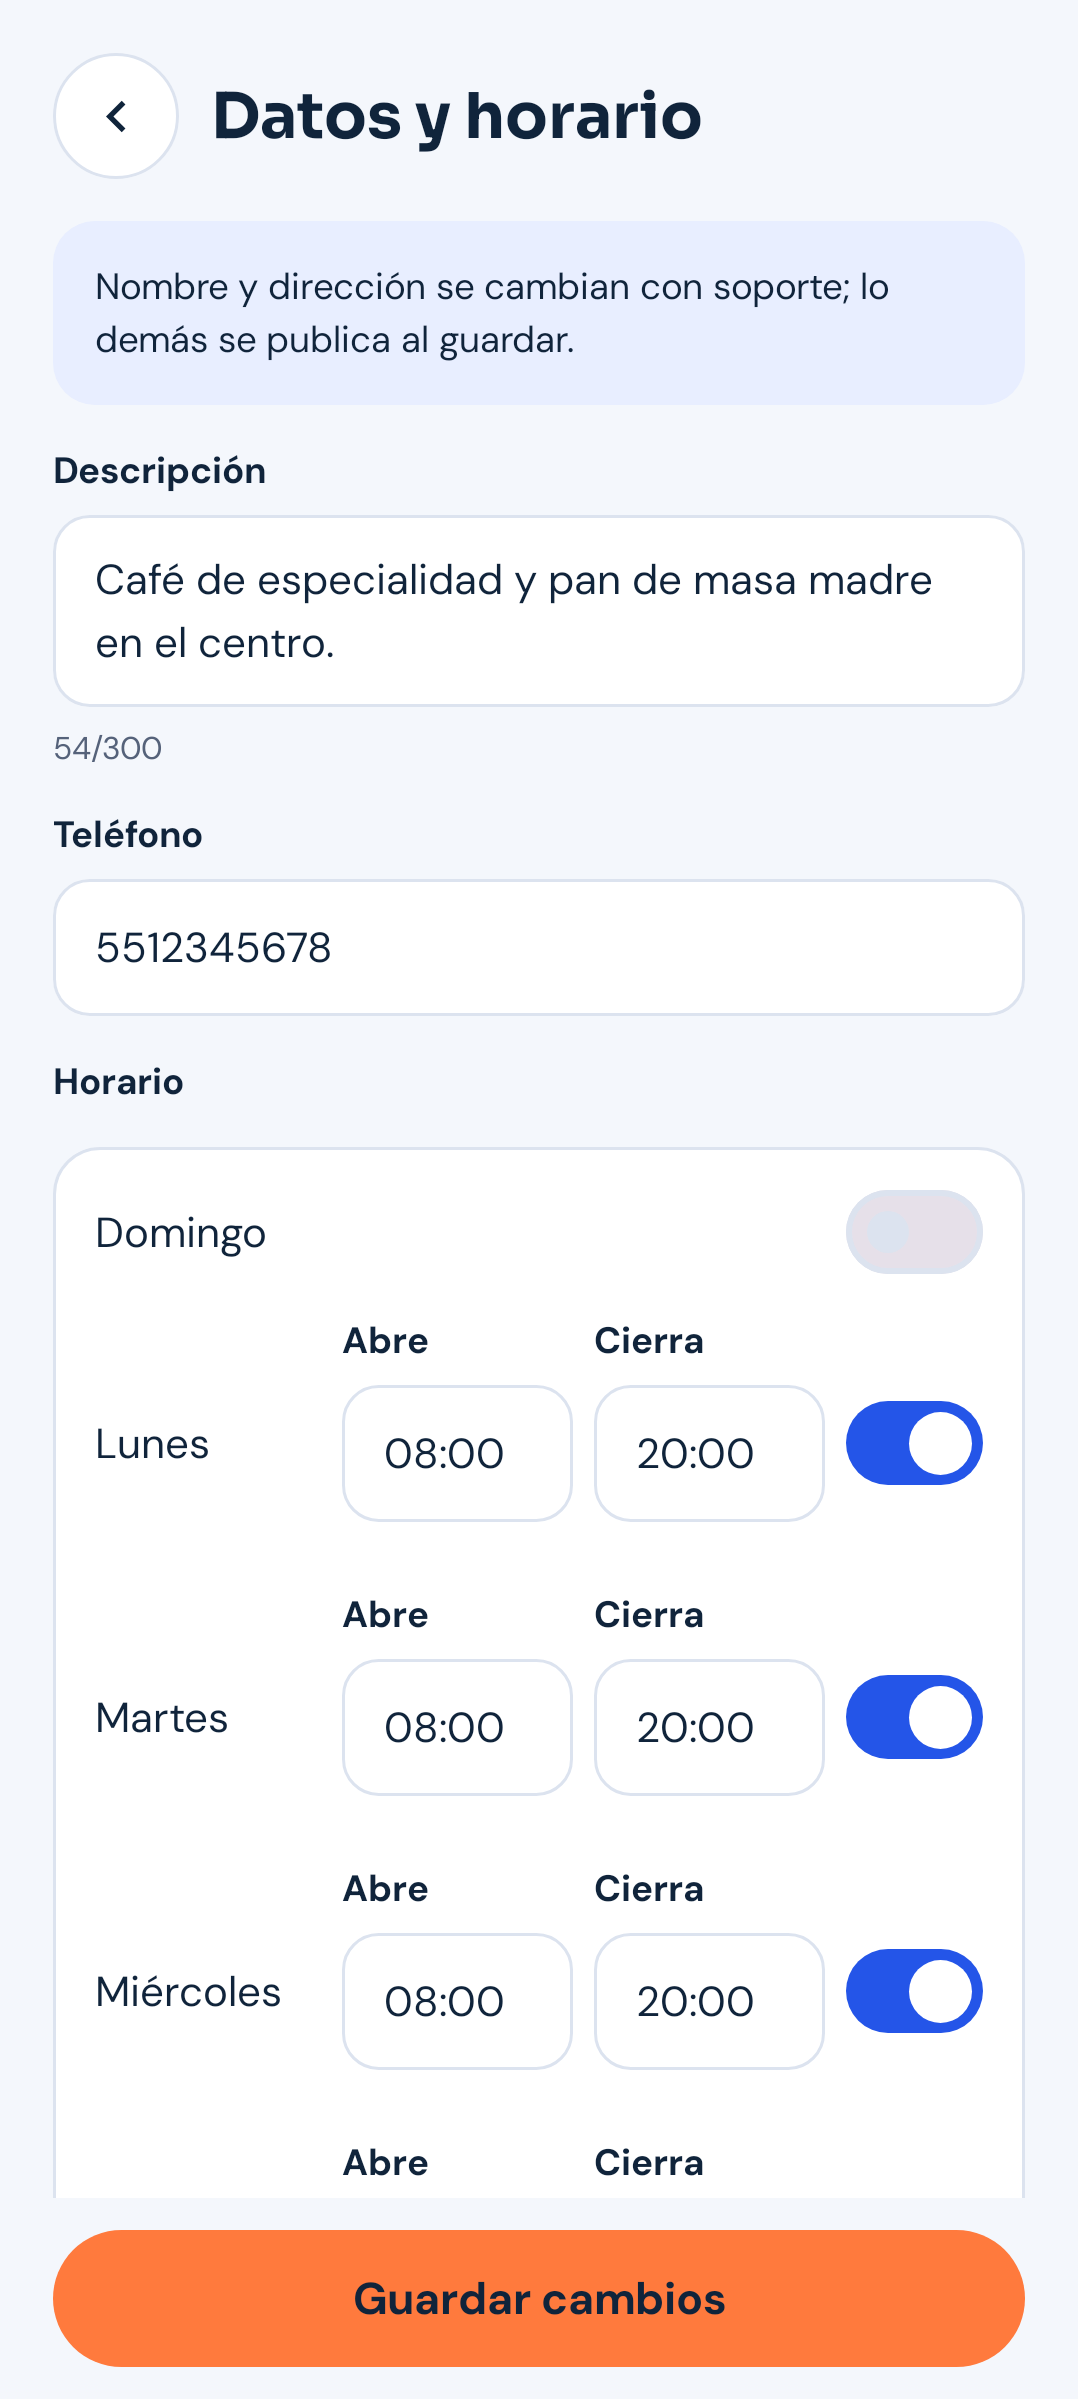 Datos y horario
Nombre y dirección se cambian con soporte; lo
demás se publica al guardar.
Descripción
Café de especialidad y pan de masa madre
en el centro.
54/300
Teléfono
5512345678
Horario
Domingo
Abre Cierra
Lunes 08:00 20:00
Abre Cierra
Martes 08:00 20:00
Abre Cierra
Miércoles 08:00 20:00
Abre Cierra
Guardar cambios